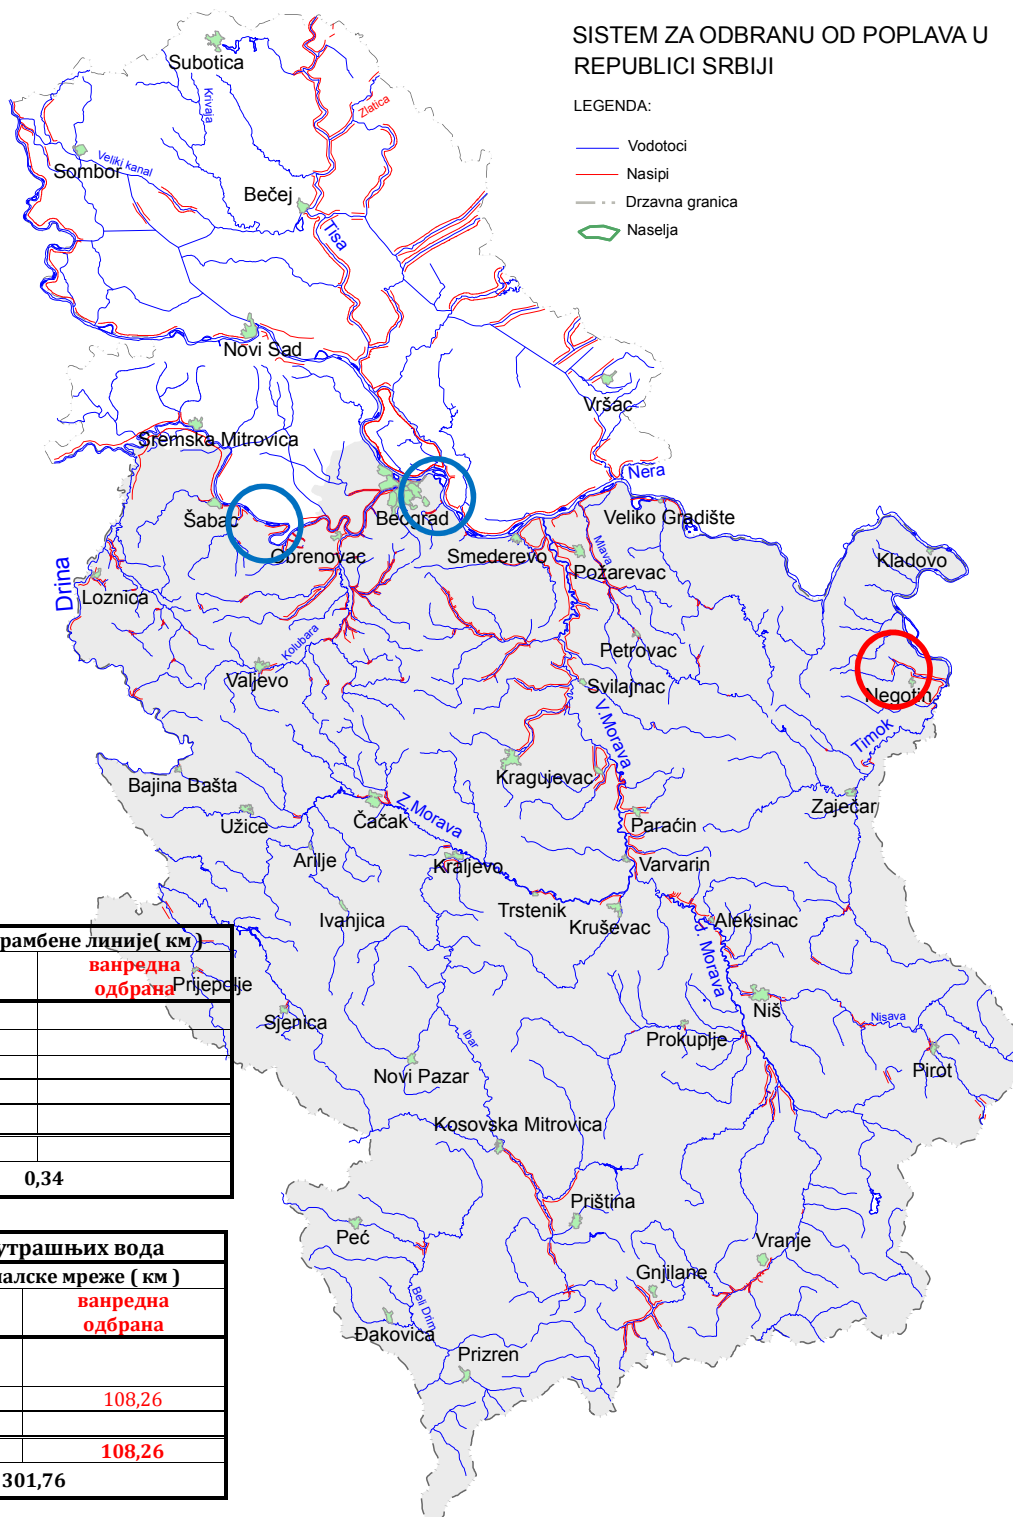 SISTEM ZA ODBRANU OD POPLAVA U
REPUBLICI SRBIJI
LEGENDA:
Vodotoci
Nasipi
Drzavna granica
Naselja
Subotica
Krivaja
Zlatica
Sombor
Veliki kanal
Bečej
Tisa
Novi Sad
Vršac
Sremska Mitrovica
Nera
Šabac
Beograd
Veliko Gradište
Obrenovac
Smederevo
Mlava
Požarevac
Kladovo
Drina
Loznica
Kolubara
Petrovac
Valjevo
Svilajnac
Negotin
V.Morava
Timok
Bajina Bašta
Kragujevac
Zaječar
Užice
Čačak
Z.Morava
Paraćin
Arilje
Kraljevo
Varvarin
Ivanjica
Trstenik
Kruševac
Aleksinac
J. Morava
Prijepolje
Sjenica
Niš
Nisava
Ibar
Prokuplje
Pirot
Novi Pazar
Kosovska Mitrovica
Priština
Peć
Vranje
Gnjilane
Beli Drim
Đakovica
Prizren
рамбене линије( км )
ванредна
одбрана
0,34
утрашњих вода
налске мреже ( км )
ванредна
одбрана
108,26
108,26
301,76